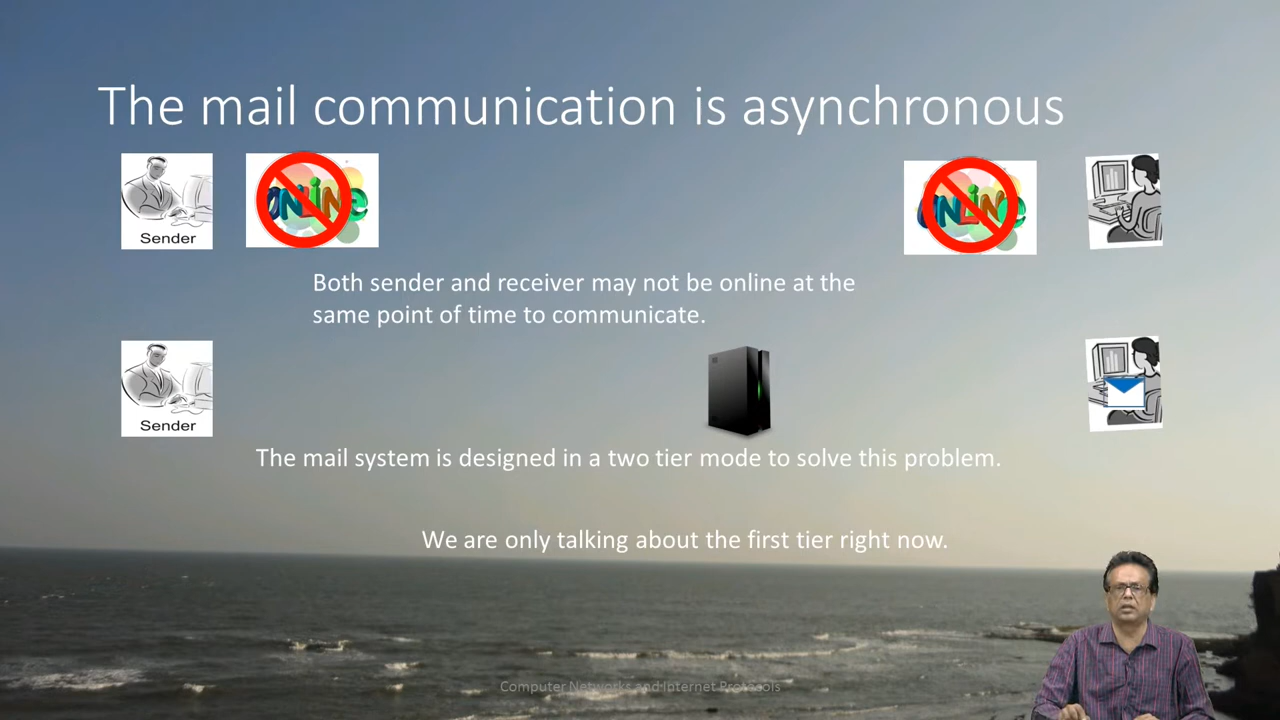 The mail communication is asynchronous
ONLiNe
ONLiNe
Sender
Both sender and receiver may not be online at the
same point of time to communicate.
Sender
The mail system is designed in a two tier mode to solve this problem.
We are only talking about the first tier right now.
Computer Networks and Internet Protocols